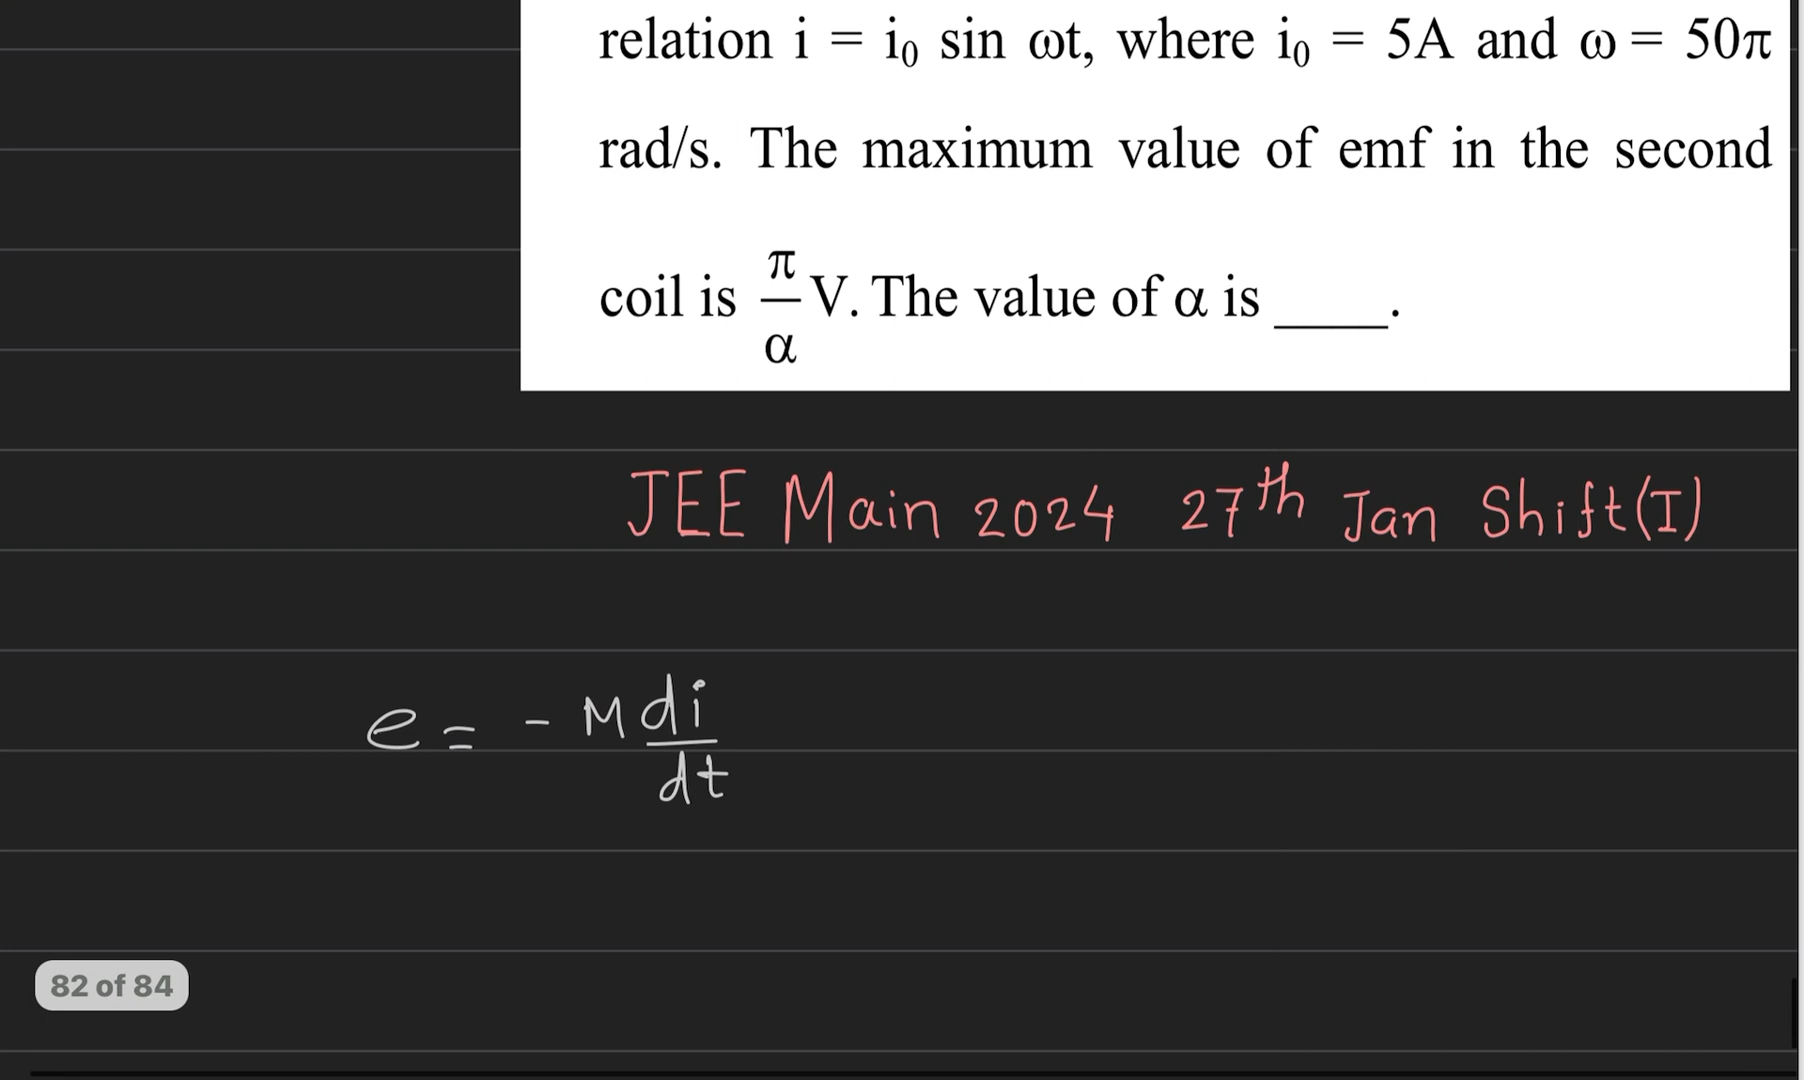 relation i = i₀ sin ωt, where i₀ = 5A and ω = 50π
rad/s. The maximum value of emf in the second
coil is π/α V. The value of α is ____.
JEE Main 2024 27th Jan Shift(I)
e = - M di/dt
82 of 84